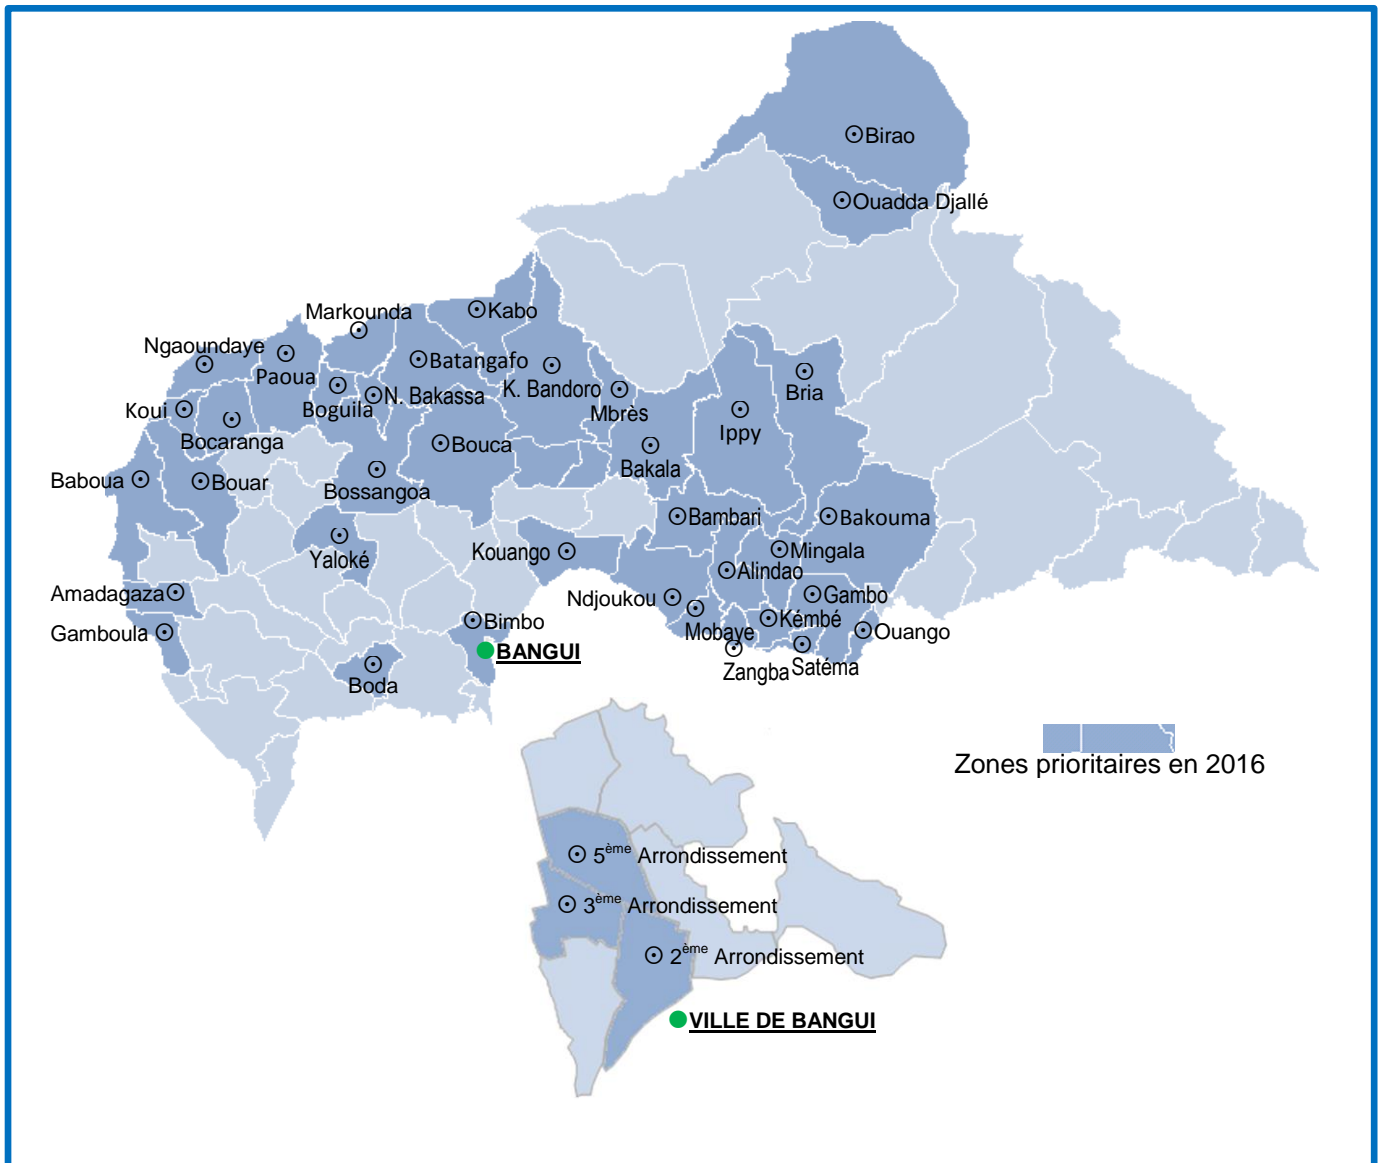 Birao
Ouadda Djallé
Markounda
Kabo
Ngaoundaye
Paoua
Batangafo
K. Bandoro
Bria
Koui
Boguila
N. Bakassa
Mbrès
Ippy
Bocaranga
Bouca
Bakala
Baboua
Bouar
Bossangoa
Bambari
Bakouma
Yaloké
Kouango
Mingala
Alindao
Amadagaza
Ndjoukou
Gambo
Gamboula
Bimbo
Mobaye
Kémbé
Ouango
BANGUI
Zangba
Satéma
Boda
Zones prioritaires en 2016
5ème Arrondissement
3ème Arrondissement
2ème Arrondissement
VILLE DE BANGUI